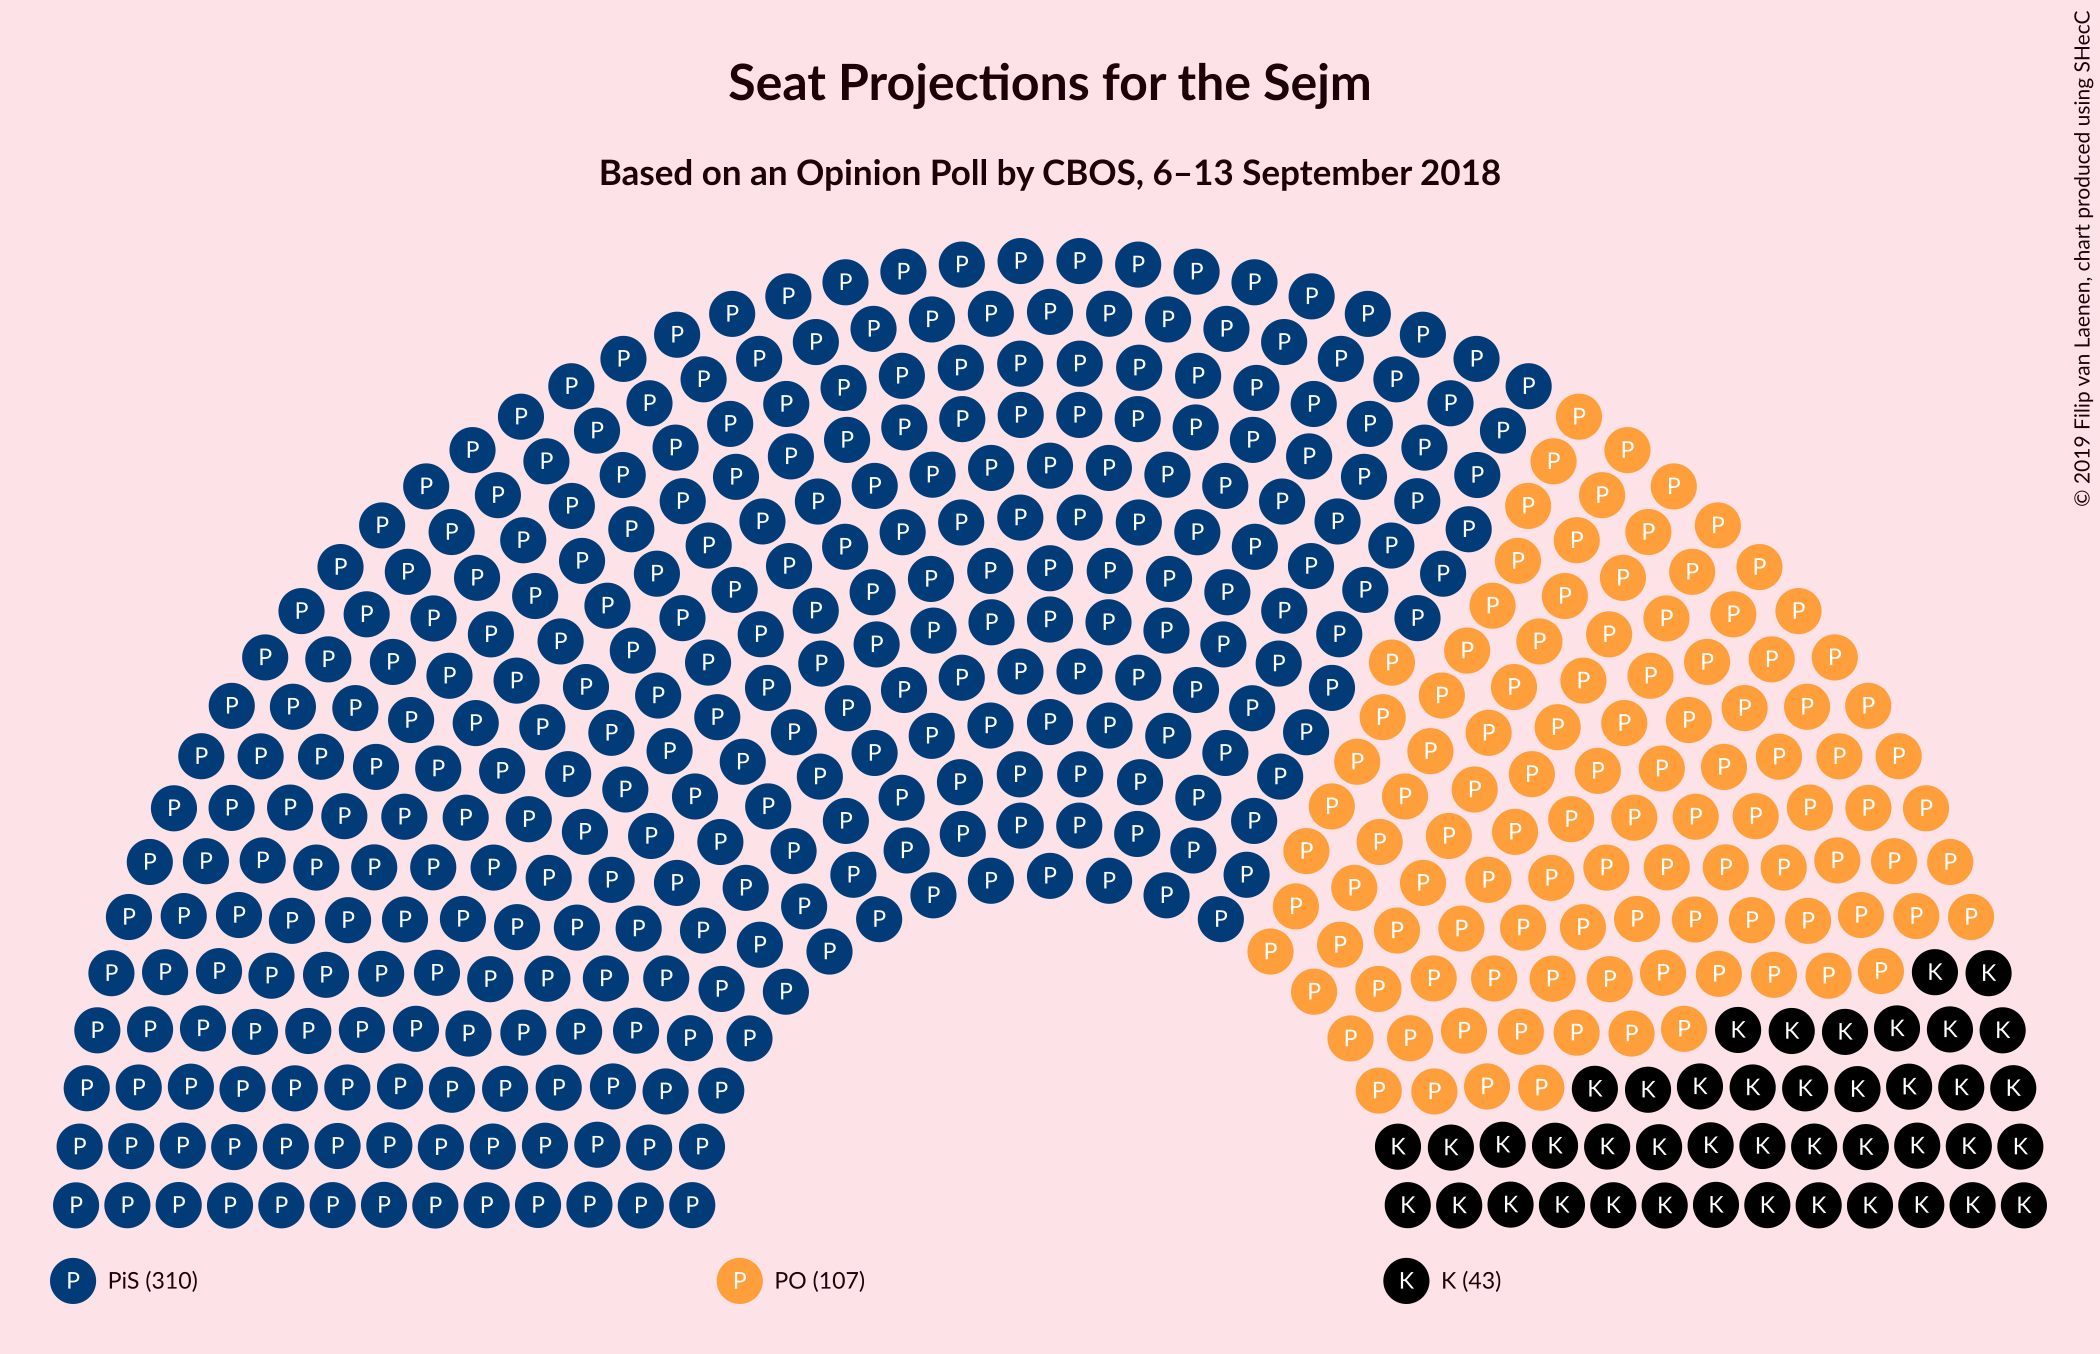 Seat Projections for the Sejm
Based on an Opinion Poll by CBOS, 6–13 September 2018
© 2019 Filip van Laenen, chart produced using SHecC
P PiS (310)
P PO (107)
K K (43)